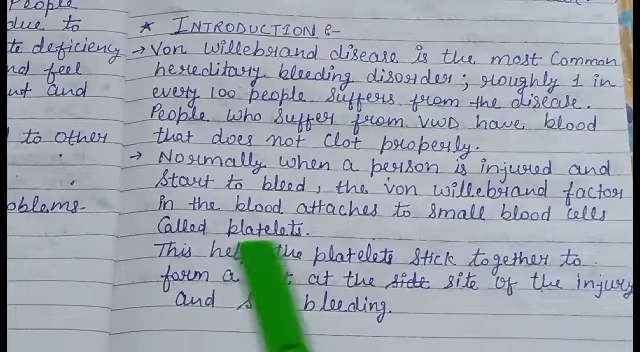 People
due to
te deficiency
nd feel
ut and
to other
oblems.
* INTRODUCTION :-
→ Von willebrand disease is the most common
hereditary bleeding disorder; roughly 1 in
every 100 people suffers from the disease.
People who suffer from VWD have blood
that does not clot properly.
→ Normally when a person is injured and
start to bleed, the von willebrand factor
in the blood attaches to small blood cells
called platelets.
This the platelets stick together to
form a at the side site of the injury
and bleeding.